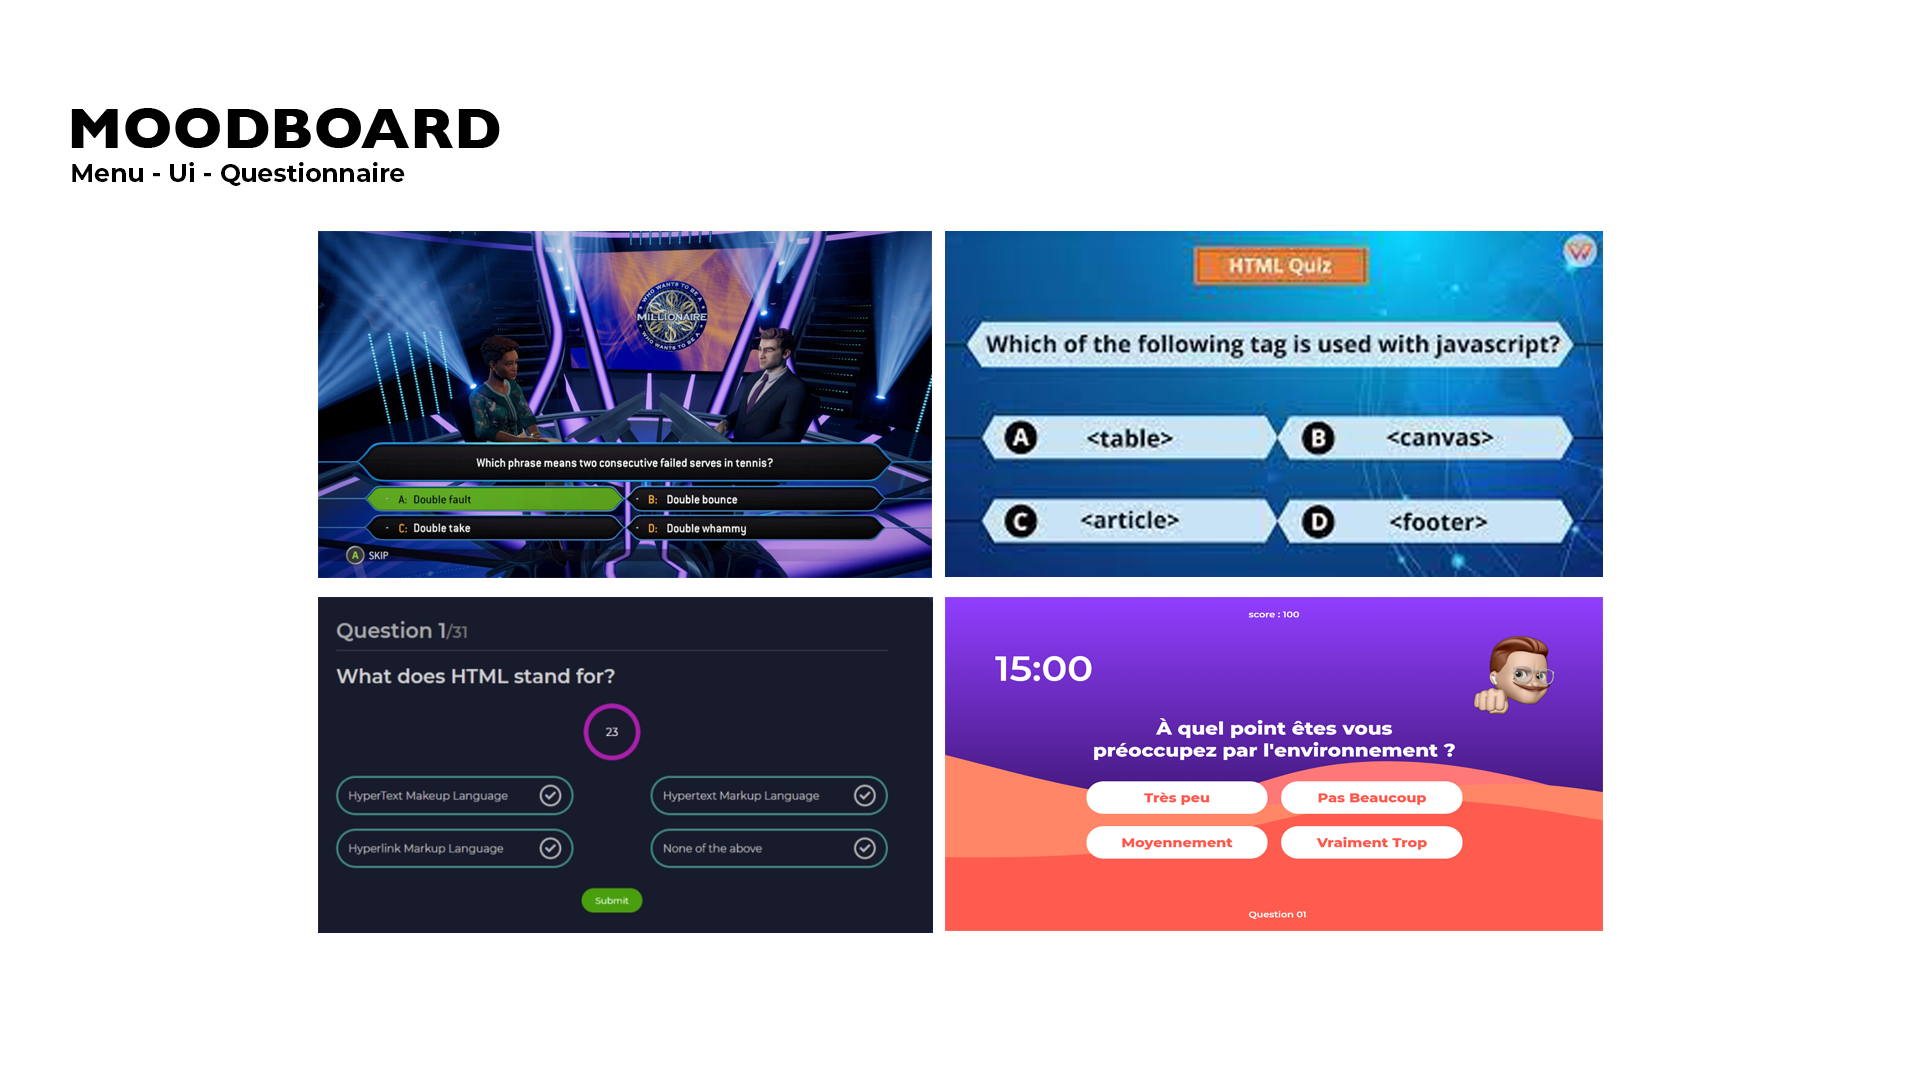 MOODBOARD
Menu - Ui - Questionnaire
WHO WANTS TO BE A
MILLIONAIRE
WHO WANTS TO BE A
Which phrase means two consecutive failed serves in tennis?
A: Double fault
B: Double bounce
C: Double take
D: Double whammy
A SKIP
HTML Quiz
W
Which of the following tag is used with javascript?
A <table>
B <canvas>
C <article>
D <footer>
Question 1/31
What does HTML stand for?
23
HyperText Makeup Language
Hypertext Markup Language
Hyperlink Markup Language
None of the above
Submit
score : 100
15:00
À quel point êtes vous
préoccupez par l'environnement ?
Très peu
Pas Beaucoup
Moyennement
Vraiment Trop
Question 01